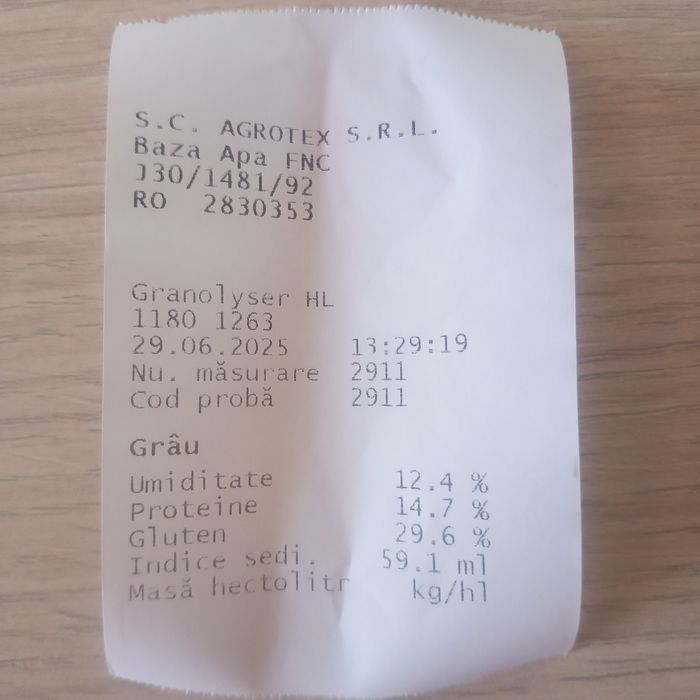 S.C. AGROTEX S.R.L.
Baza Apa FNC
J30/1481/92
RO 2830353
Granolyser HL
1180 1263
29.06.2025 13:29:19
Nu. măsurare 2911
Cod probă 2911
Grâu
Umiditate 12.4 %
Proteine 14.7 %
Gluten 29.6 %
Indice sedi. 59.1 ml
Masă hectolitr kg/hl